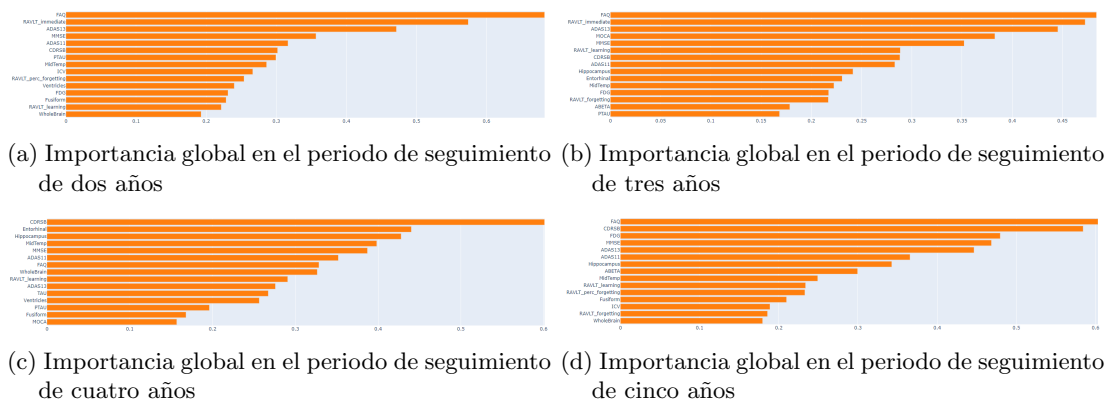 FAQ
RAVLT_immediate
ADAS13
MMSE
ADAS11
CDRSB
PTAU
MidTemp
ICV
RAVLT_perc_forgetting
Ventricles
FDG
Fusiform
RAVLT_learning
WholeBrain
0 0.1 0.2 0.3 0.4 0.5 0.6
(a) Importancia global en el periodo de seguimiento
de dos años
FAQ
RAVLT_immediate
ADAS13
MOCA
MMSE
RAVLT_learning
CDRSB
ADAS11
Hippocampus
Entorhinal
MidTemp
FDG
RAVLT_forgetting
ABETA
PTAU
0 0.05 0.1 0.15 0.2 0.25 0.3 0.35 0.4 0.45
(b) Importancia global en el periodo de seguimiento
de tres años
CDRSB
Entorhinal
Hippocampus
MidTemp
MMSE
ADAS11
FAQ
WholeBrain
RAVLT_learning
ADAS13
TAU
Ventricles
PTAU
Fusiform
MOCA
0 0.1 0.2 0.3 0.4 0.5 0.6
(c) Importancia global en el periodo de seguimiento
de cuatro años
FAQ
CDRSB
FDG
MMSE
ADAS13
ADAS11
Hippocampus
ABETA
MidTemp
RAVLT_learning
RAVLT_perc_forgetting
Fusiform
ICV
RAVLT_forgetting
WholeBrain
0 0.1 0.2 0.3 0.4 0.5 0.6
(d) Importancia global en el periodo de seguimiento
de cinco años